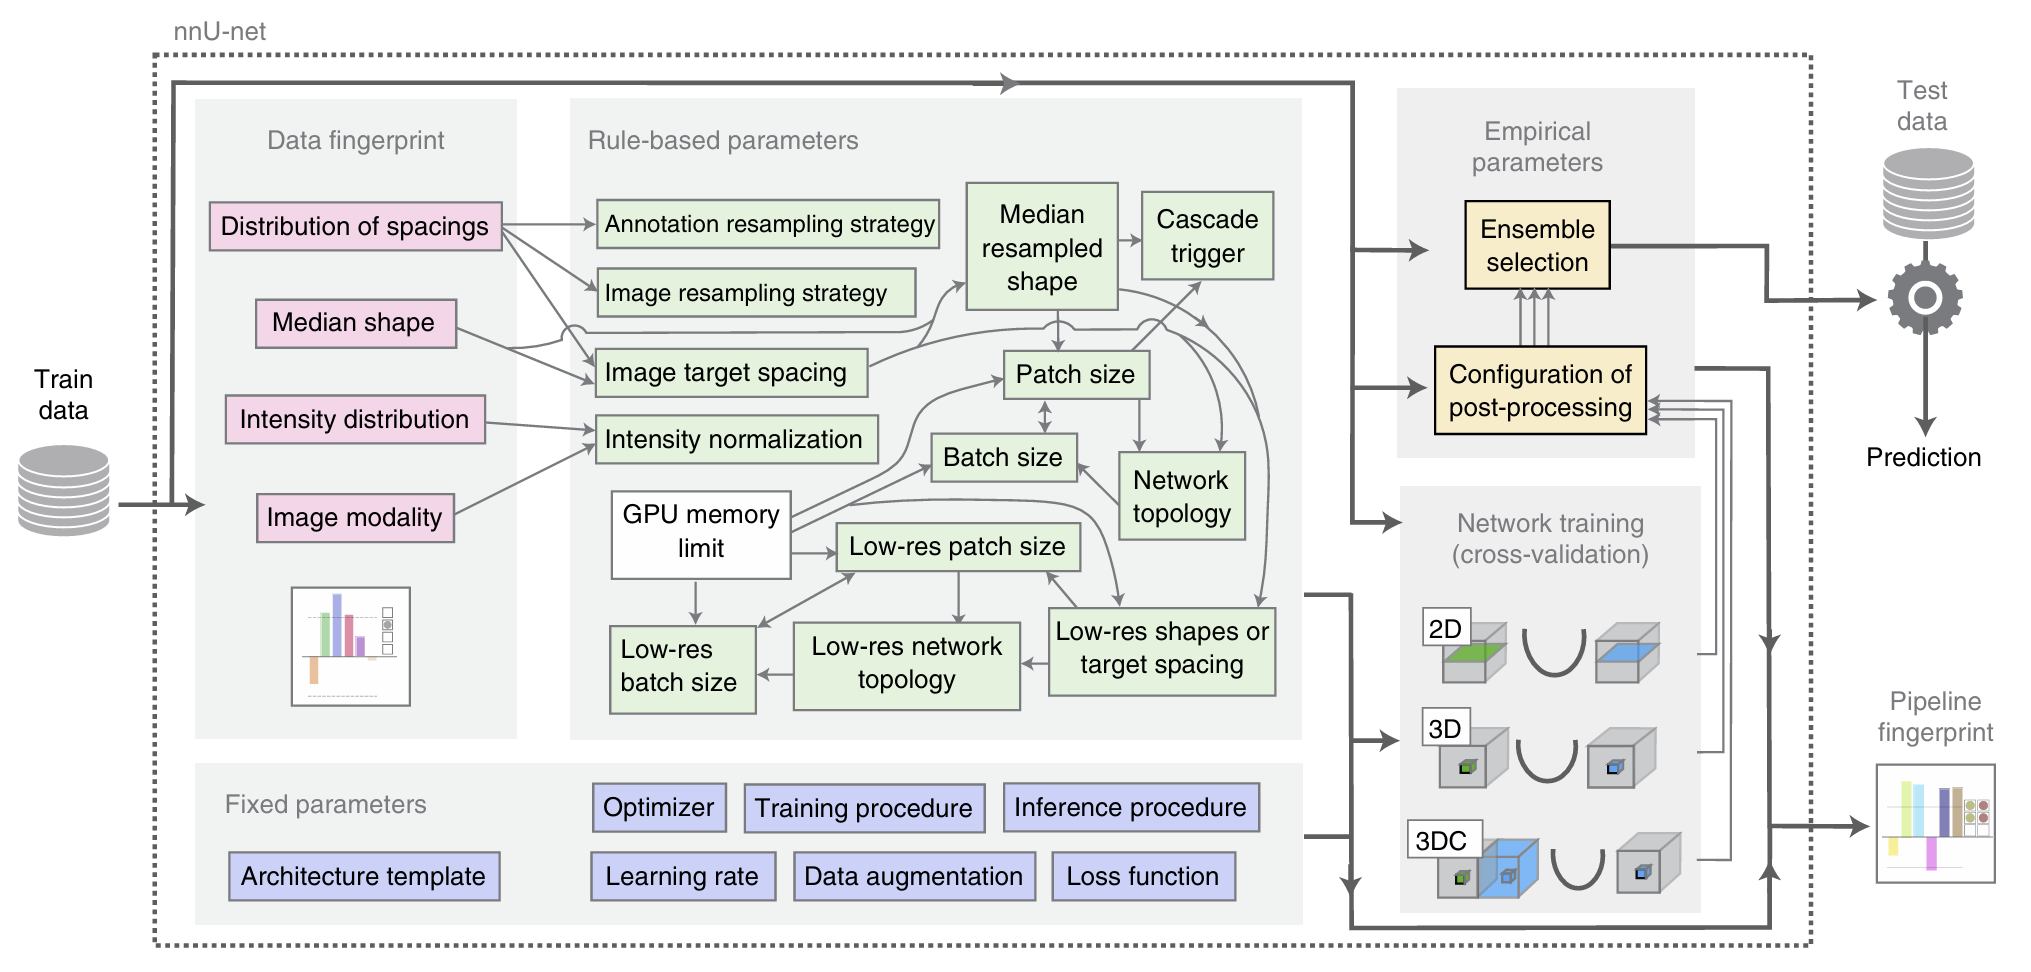 nnU-net
Data fingerprint
Distribution of spacings
Median shape
Intensity distribution
Image modality
Train
data
Rule-based parameters
Annotation resampling strategy
Image resampling strategy
Image target spacing
Intensity normalization
Median
resampled
shape
Cascade
trigger
Patch size
Batch size
Network
topology
GPU memory
limit
Low-res patch size
Low-res
batch size
Low-res network
topology
Low-res shapes or
target spacing
Fixed parameters
Optimizer
Training procedure
Inference procedure
Architecture template
Learning rate
Data augmentation
Loss function
Empirical
parameters
Ensemble
selection
Configuration of
post-processing
Network training
(cross-validation)
2D
3D
3DC
Test
data
Prediction
Pipeline
fingerprint